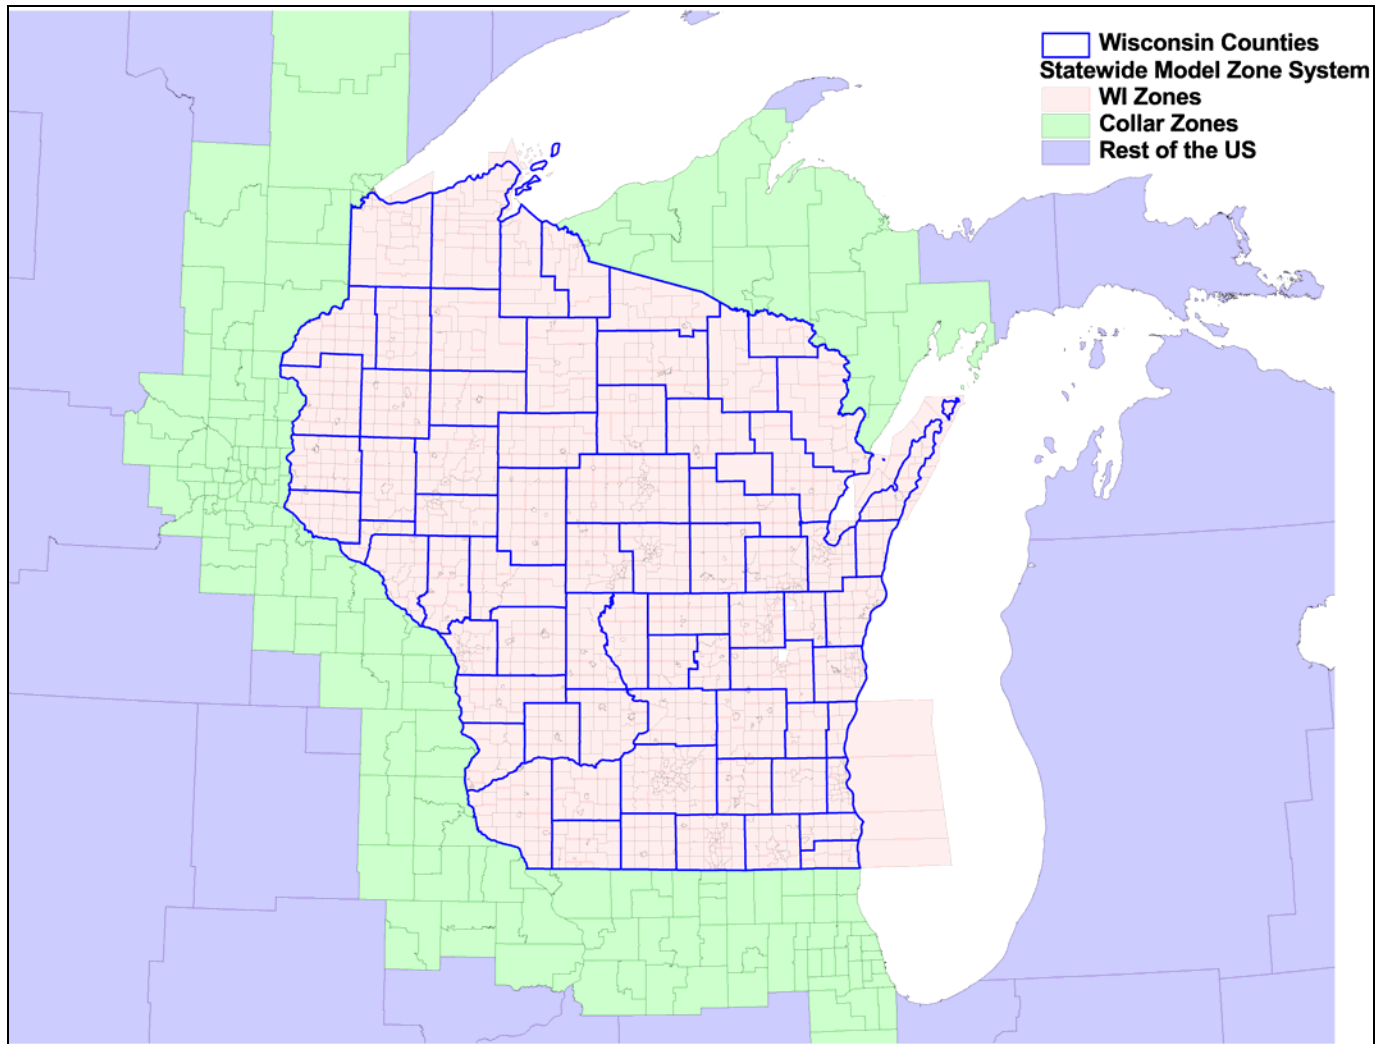 Wisconsin Counties
Statewide Model Zone System
WI Zones
Collar Zones
Rest of the US